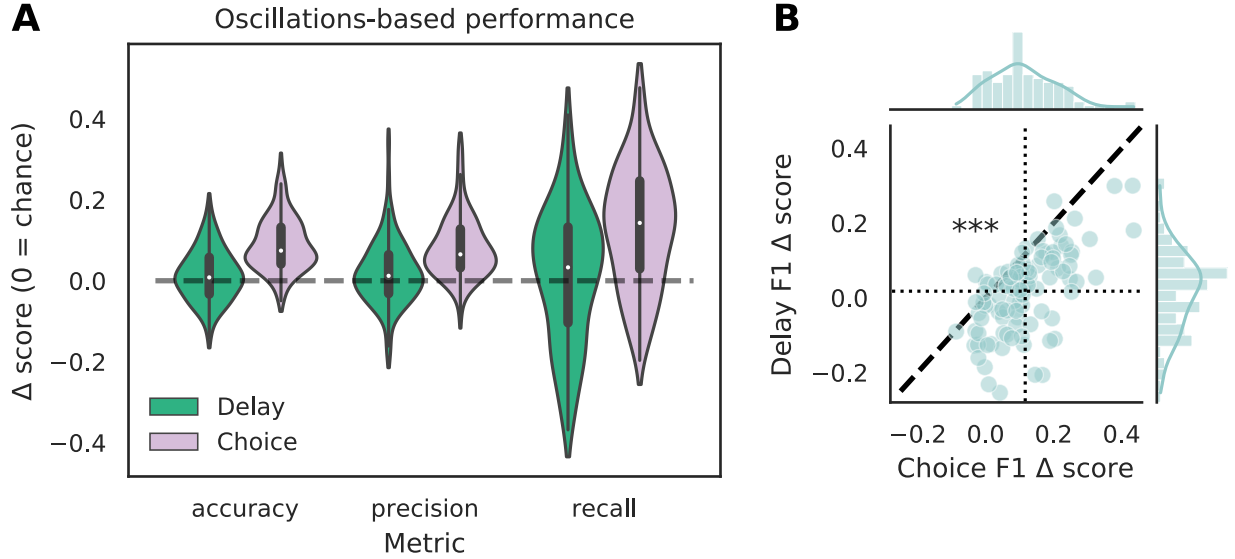 A
Oscillations-based performance
Δ score (0 = chance)
0.4
0.2
0.0
−0.2
−0.4
Delay
Choice
accuracy precision recall
Metric
B
Delay F1 Δ score
0.4
0.2
0.0
−0.2
***
−0.2 0.0 0.2 0.4
Choice F1 Δ score